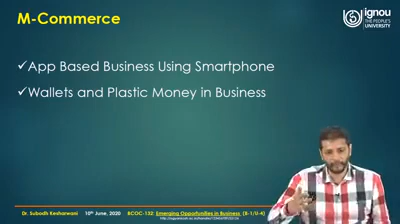 M-Commerce
ignou
THE PEOPLE'S
UNIVERSITY
✓App Based Business Using Smartphone
✓Wallets and Plastic Money in Business
Dr. Subodh Kesharwani 10th June, 2020 BCOC-132: Emerging Opportunities in Business (B-1/U-4)